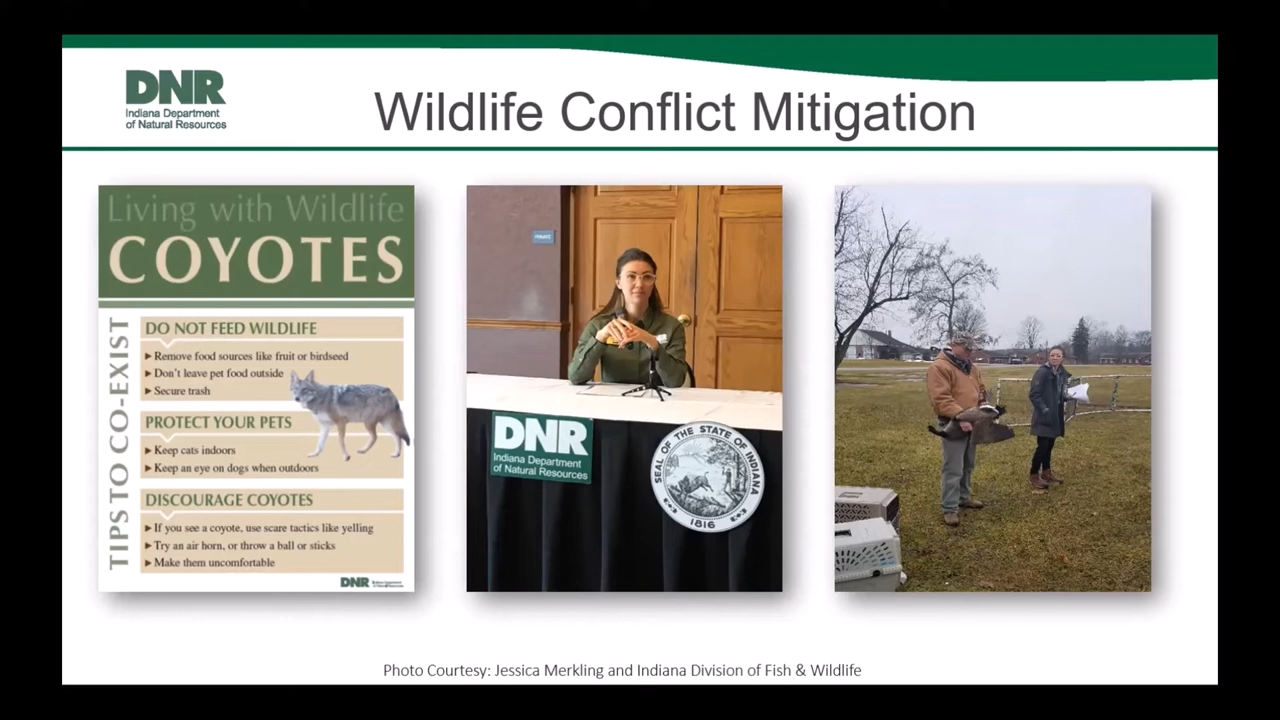 DNR
Indiana Department
of Natural Resources
Wildlife Conflict Mitigation
Living with Wildlife
COYOTES
TIPS TO CO-EXIST
DO NOT FEED WILDLIFE
▶ Remove food sources like fruit or birdseed
▶ Don't leave pet food outside
▶ Secure trash
PROTECT YOUR PETS
▶ Keep cats indoors
▶ Keep an eye on dogs when outdoors
DISCOURAGE COYOTES
▶ If you see a coyote, use scare tactics like yelling
▶ Try an air horn, or throw a ball or sticks
▶ Make them uncomfortable
DNR
Indiana Department
of Natural Resources
DNR
Indiana Department
of Natural Resources
SEAL OF THE STATE OF INDIANA
1816
Photo Courtesy: Jessica Merkling and Indiana Division of Fish & Wildlife